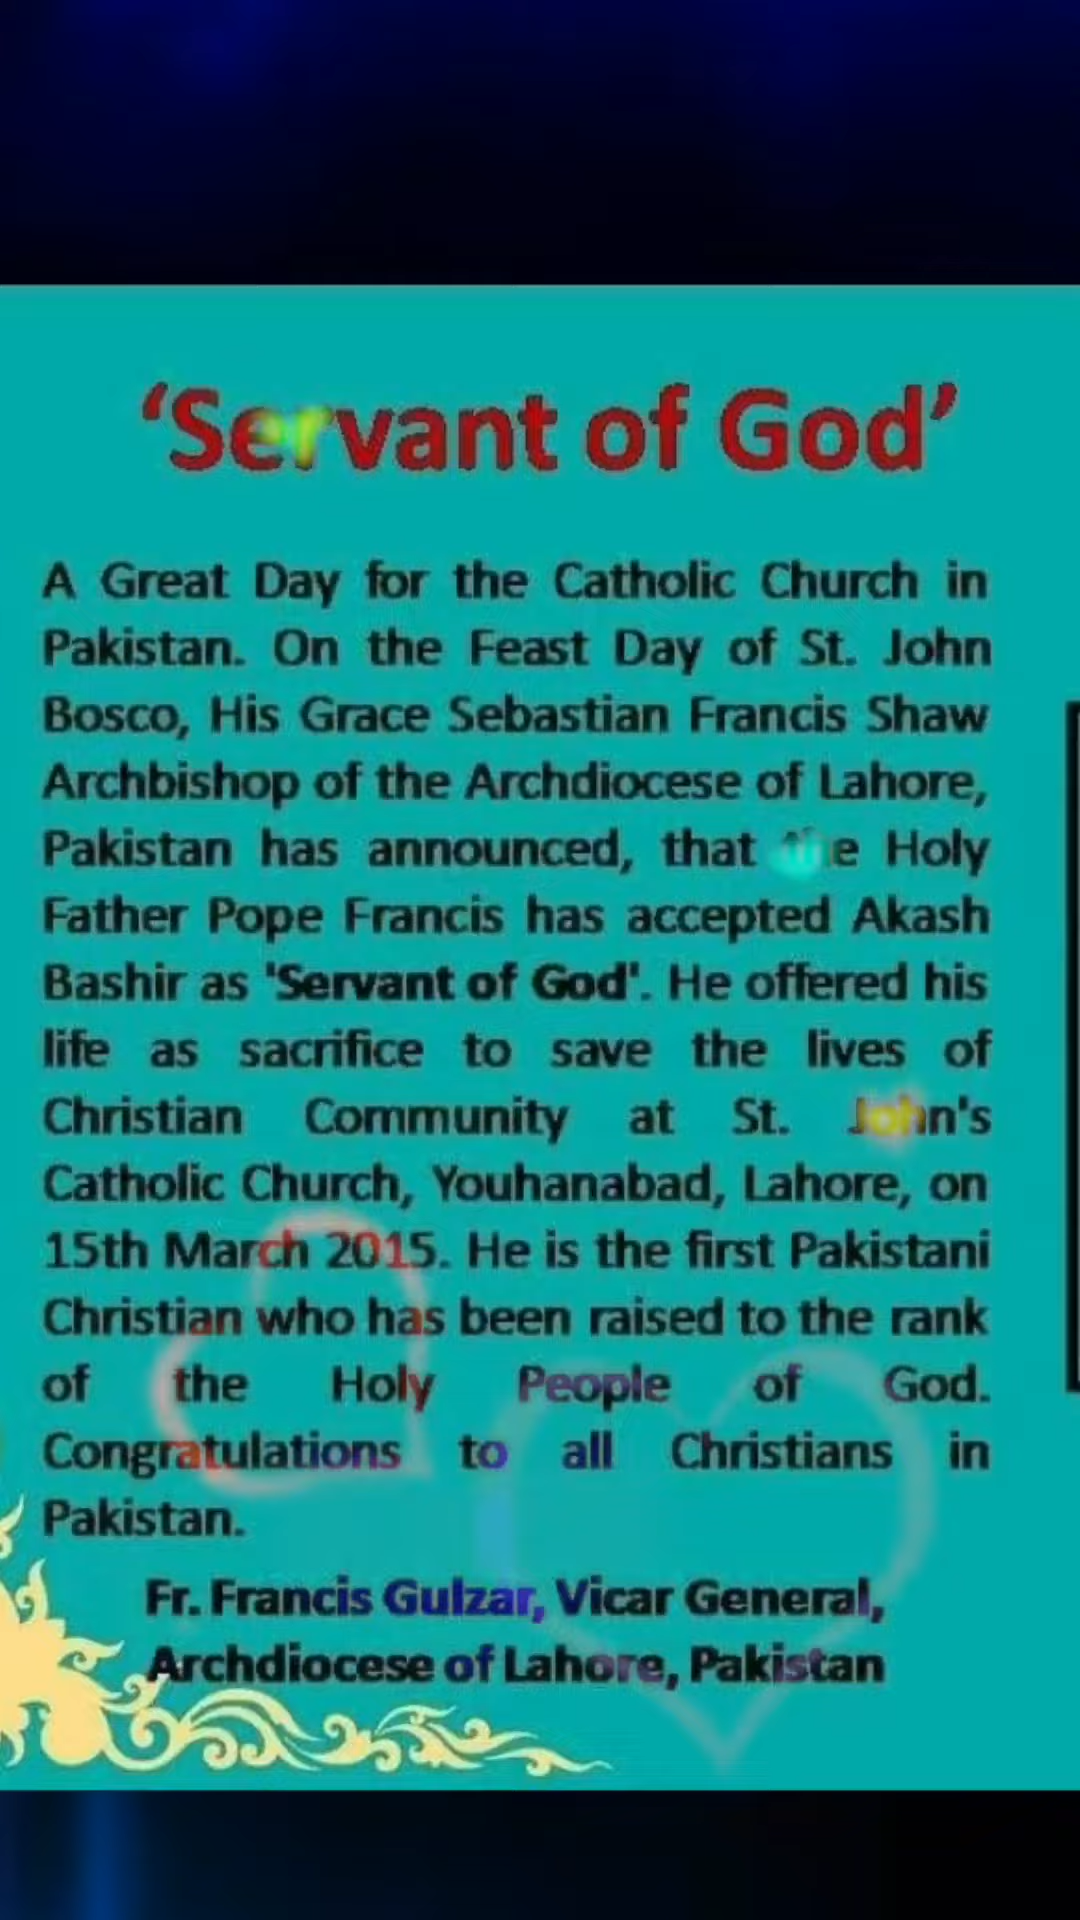 ‘Servant of God’
A Great Day for the Catholic Church in
Pakistan. On the Feast Day of St. John
Bosco, His Grace Sebastian Francis Shaw
Archbishop of the Archdiocese of Lahore,
Pakistan has announced, that the Holy
Father Pope Francis has accepted Akash
Bashir as 'Servant of God'. He offered his
life as sacrifice to save the lives of
Christian Community at St. John's
Catholic Church, Youhanabad, Lahore, on
15th March 2015. He is the first Pakistani
Christian who has been raised to the rank
of the Holy People of God.
Congratulations to all Christians in
Pakistan.
Fr. Francis Gulzar, Vicar General,
Archdiocese of Lahore, Pakistan